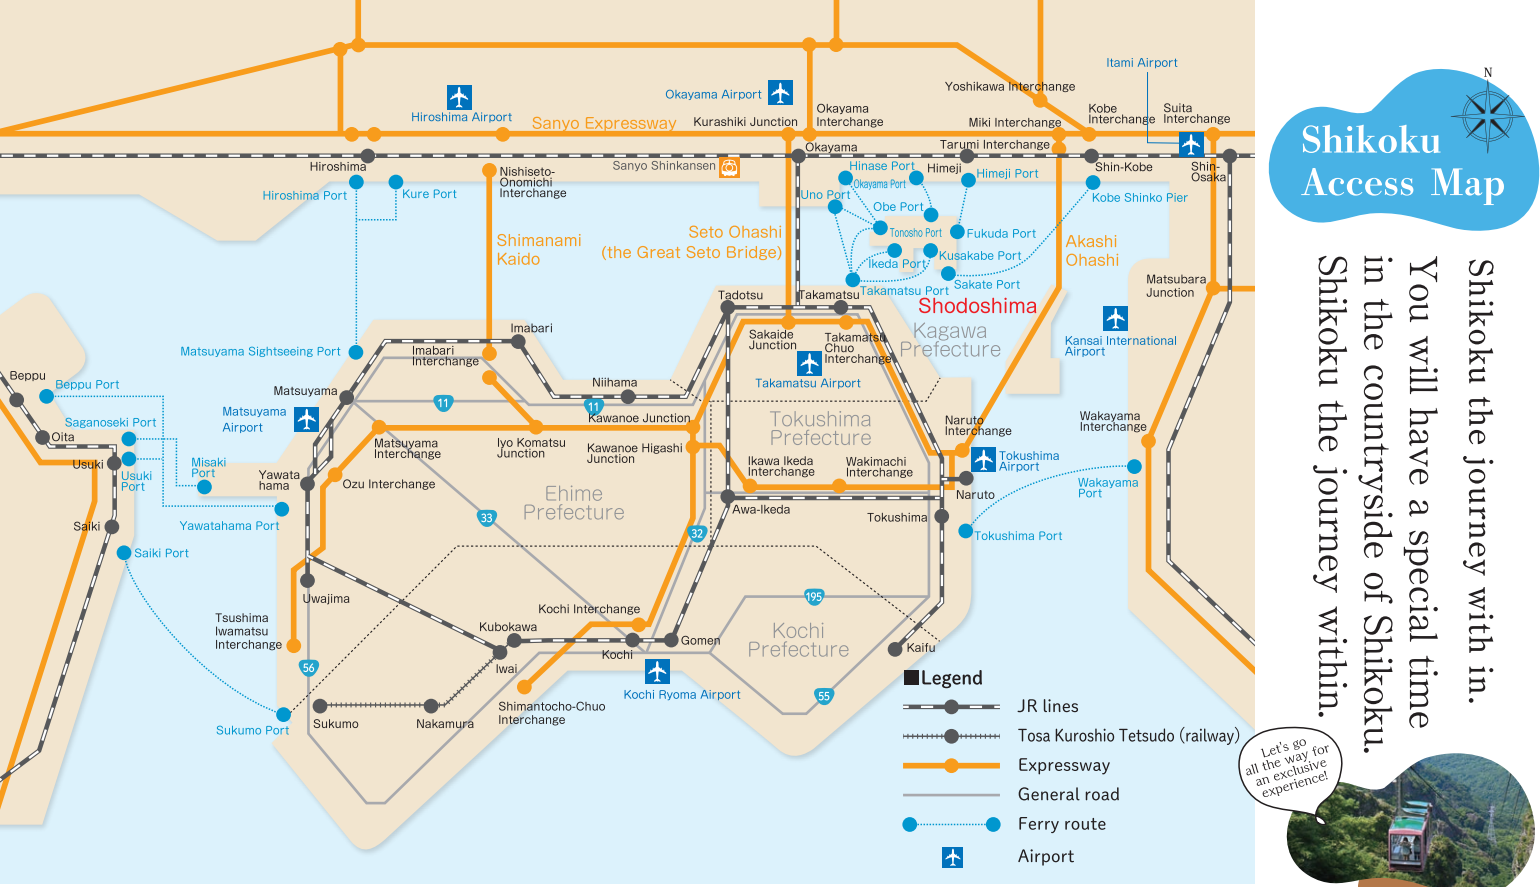 Itami Airport
N
Yoshikawa Interchange
Okayama Airport
Hiroshima Airport
Okayama
Interchange
Kobe
Interchange
Suita
Interchange
Sanyo Expressway
Kurashiki Junction
Miki Interchange
Shikoku
Access Map
Okayama
Tarumi Interchange
Hiroshima
Sanyo Shinkansen
Himeji
Shin-Kobe
Shin-
Osaka
Nishiseto-
Onomichi
Interchange
Hinase Port
Himeji Port
Okayama Port
Hiroshima Port
Kure Port
Uno Port
Kobe Shinko Pier
Obe Port
Shimanami
Kaido
Seto Ohashi
(the Great Seto Bridge)
Tonosho Port
Fukuda Port
Akashi
Ohashi
Ikeda Port
Kusakabe Port
Sakate Port
Takamatsu Port
Matsubara
Junction
Shodoshima
Tadotsu
Takamatsu
Kagawa
Prefecture
Imabari
Imabari
Interchange
Sakaide
Junction
Takamatsu
Chuo
Interchange
Kansai International
Airport
Matsuyama Sightseeing Port
Takamatsu Airport
Beppu
Beppu Port
Matsuyama
Niihama
11
11
Matsuyama
Airport
Kawanoe Junction
Tokushima
Prefecture
Naruto
Interchange
Wakayama
Interchange
Saganoseki Port
Oita
Matsuyama
Interchange
Iyo Komatsu
Junction
Kawanoe Higashi
Junction
Usuki
Usuki
Port
Misaki
Port
Yawata
hama
Ozu Interchange
Ikawa Ikeda
Interchange
Wakimachi
Interchange
Tokushima
Airport
Wakayama
Port
Naruto
Ehime
Prefecture
Awa-Ikeda
Tokushima
Saiki
Yawatahama Port
33
32
Tokushima Port
Saiki Port
Uwajima
195
Tsushima
Iwamatsu
Interchange
Kochi Interchange
Kubokawa
Kochi
Prefecture
Iwai
Kochi
Gomen
Kaifu
56
Kochi Ryoma Airport
55
Shimantocho-Chuo
Interchange
Sukumo
Nakamura
Sukumo Port
Legend
JR lines
Tosa Kuroshio Tetsudo (railway)
Expressway
General road
Ferry route
Airport
Shikoku the journey with in.
You will have a special time
in the countryside of Shikoku.
Shikoku the journey within.
Let's go
all the way for
an exclusive
experience!